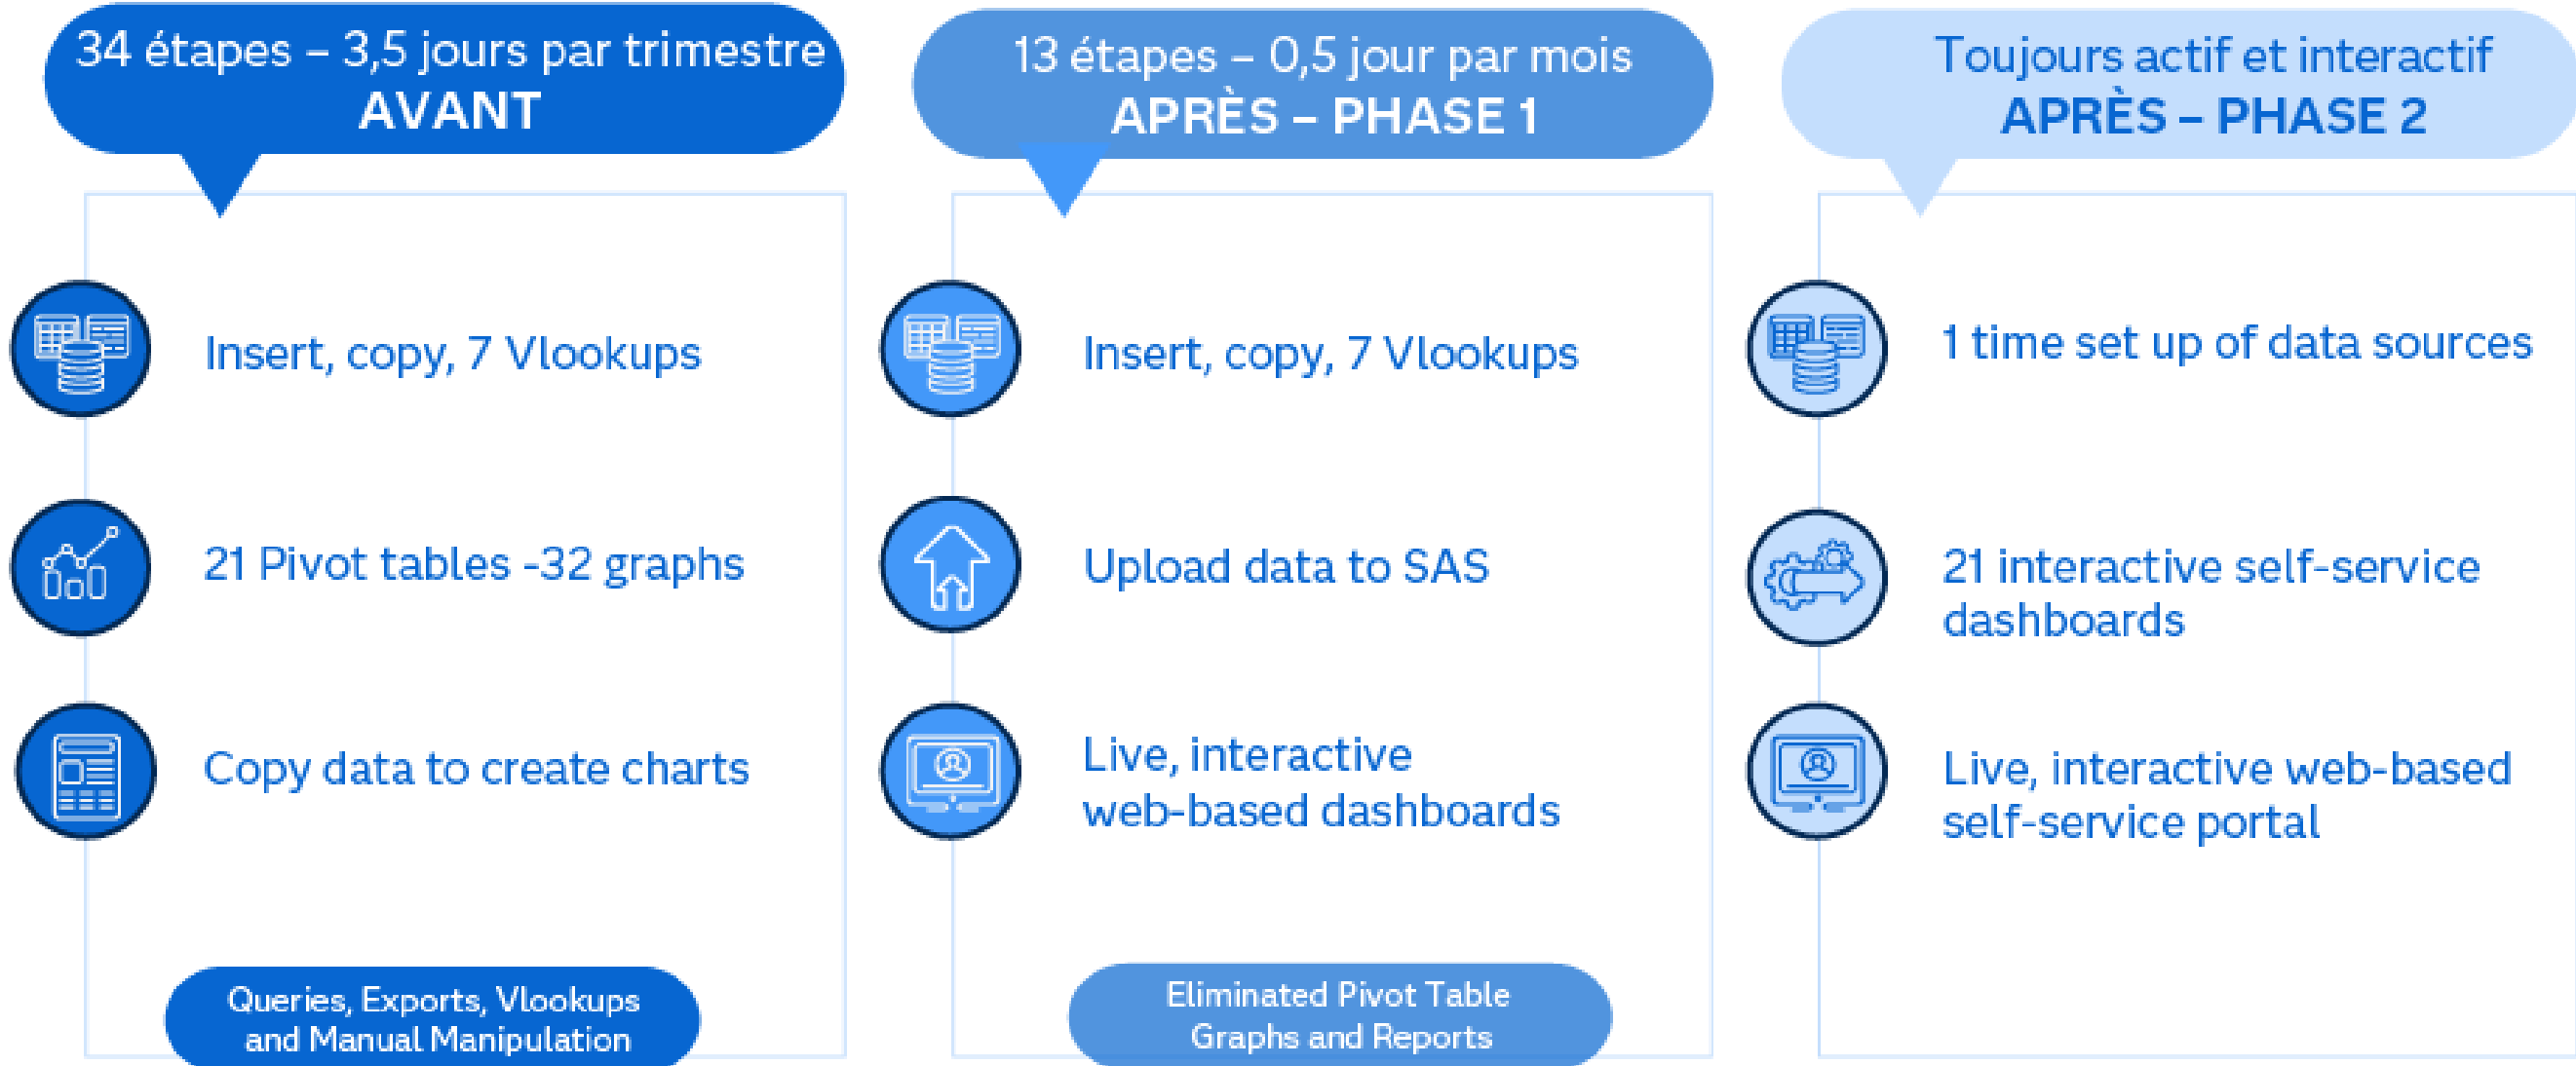 34 étapes – 3,5 jours par trimestre
AVANT
Insert, copy, 7 Vlookups
21 Pivot tables -32 graphs
Copy data to create charts
Queries, Exports, Vlookups
and Manual Manipulation
13 étapes – 0,5 jour par mois
APRÈS – PHASE 1
Insert, copy, 7 Vlookups
Upload data to SAS
Live, interactive
web-based dashboards
Eliminated Pivot Table
Graphs and Reports
Toujours actif et interactif
APRÈS – PHASE 2
1 time set up of data sources
21 interactive self-service
dashboards
Live, interactive web-based
self-service portal